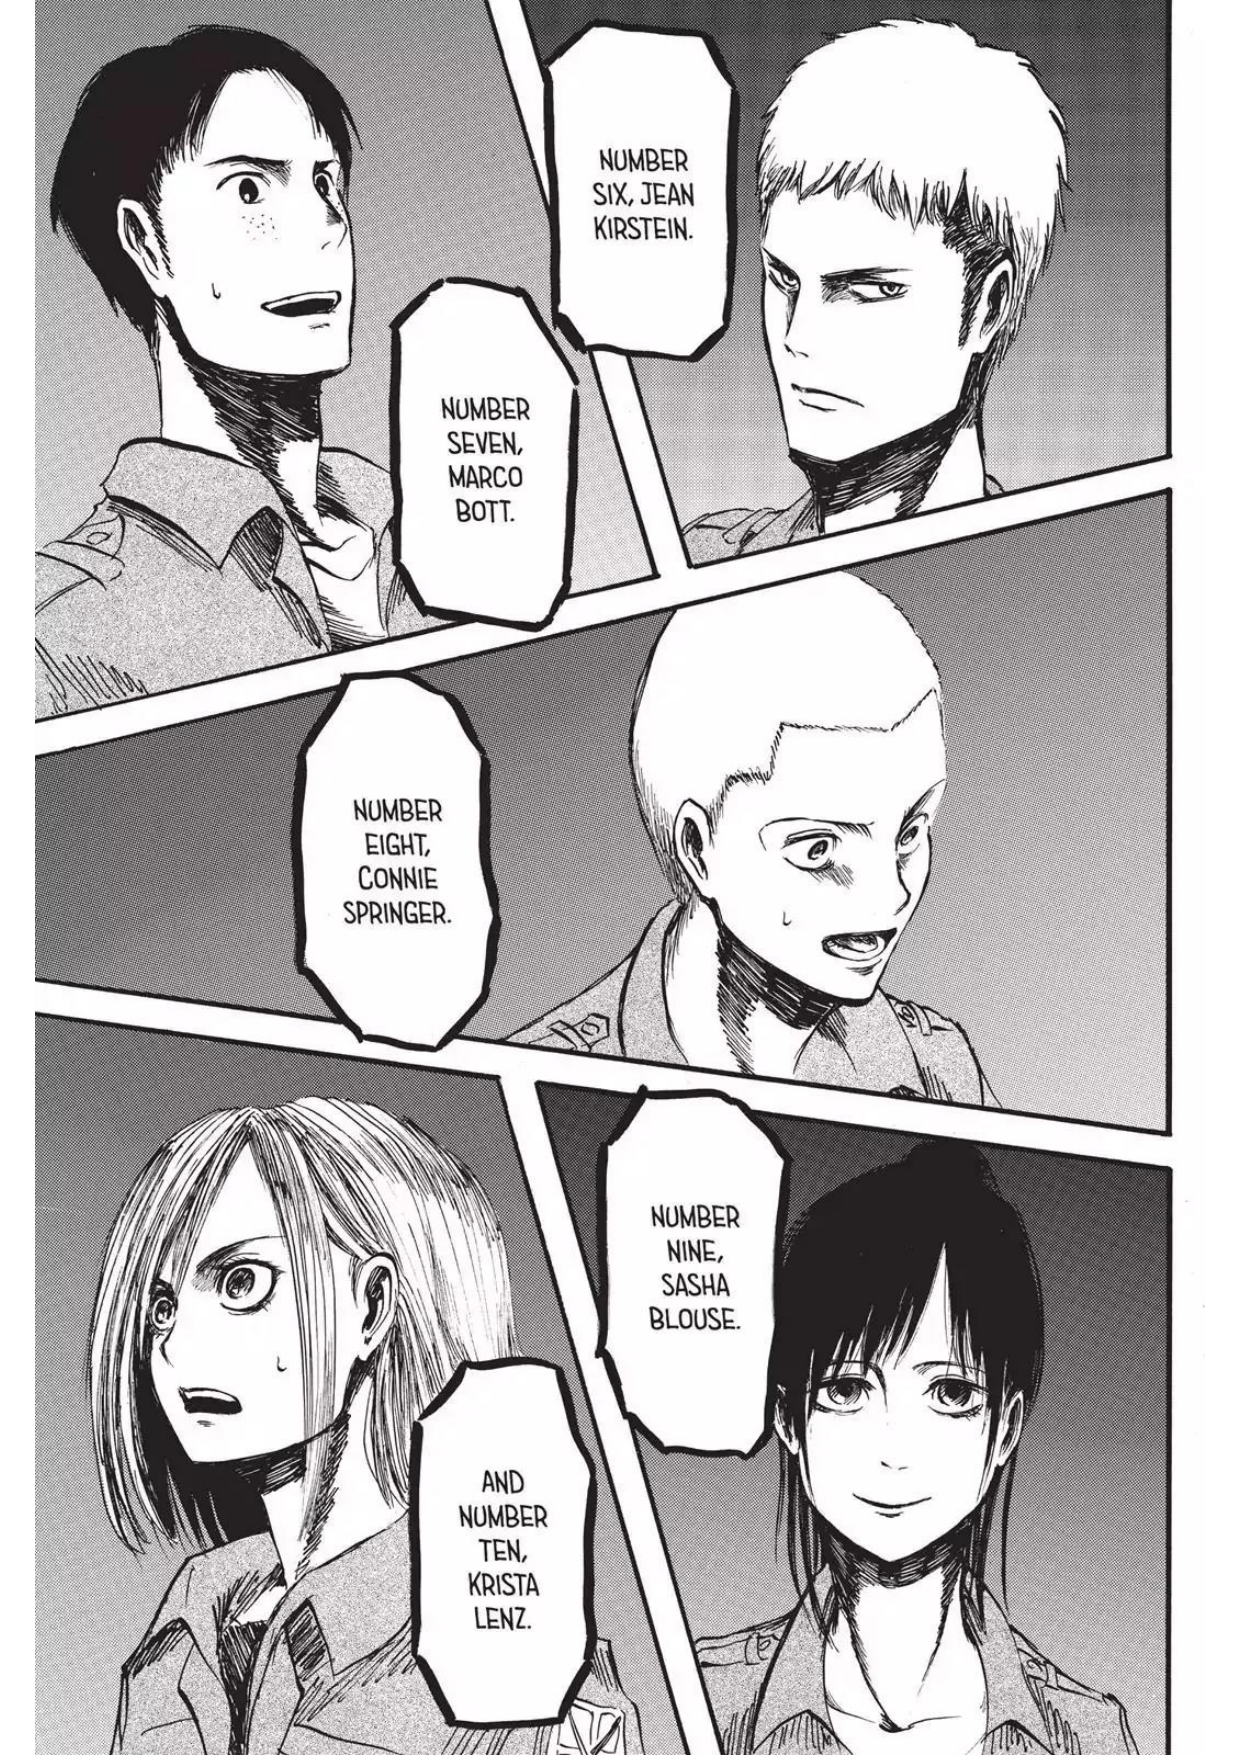 NUMBER
SIX, JEAN
KIRSTEIN.
NUMBER
SEVEN,
MARCO
BOTT.
NUMBER
EIGHT,
CONNIE
SPRINGER.
NUMBER
NINE,
SASHA
BLOUSE.
AND
NUMBER
TEN,
KRISTA
LENZ.